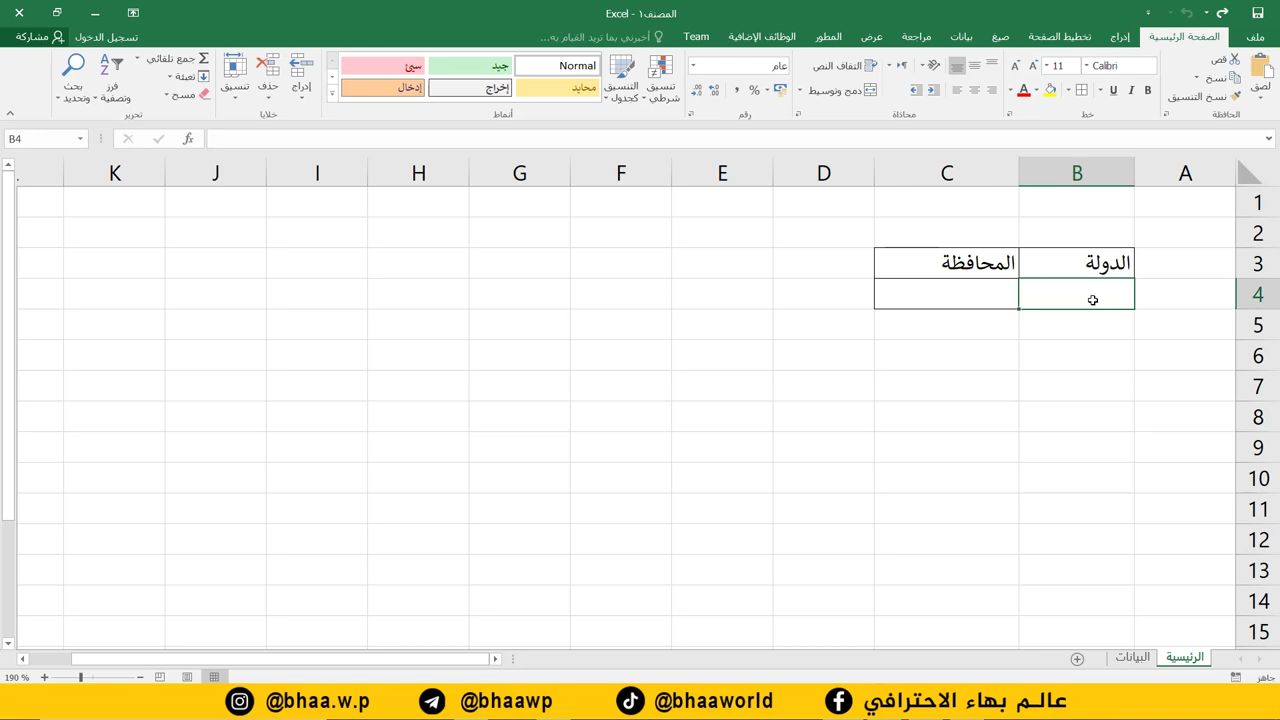 المصنف١ - Excel
ملف
الصفحة الرئيسية
إدراج
تخطيط الصفحة
صيغ
بيانات
مراجعة
عرض
المطور
الوظائف الإضافية
Team
أخبرني بما تريد القيام به...
تسجيل الدخول
مشاركة
لصق
قص
نسخ
نسخ التنسيق
الحافظة
Calibri
11
B I U
خط
التفاف النص
دمج وتوسيط
محاذاة
عام
%
رقم
تنسيق شرطي
التنسيق كجدول
Normal
جيد
سيئ
محايد
إخراج
إدخال
أنماط
إدراج
حذف
تنسيق
خلايا
جمع تلقائي
تعبئة
مسح
فرز وتصفية
بحث وتحديد
تحرير
B4
fx
A B C D E F G H I J K
1
2
3 الدولة المحافظة
4
5
6
7
8
9
10
11
12
13
14
15
الرئيسية
البيانات
جاهز
190 %
عالم بهاء الاحترافي
@bhaaworld
@bhaawp
@bhaa.w.p